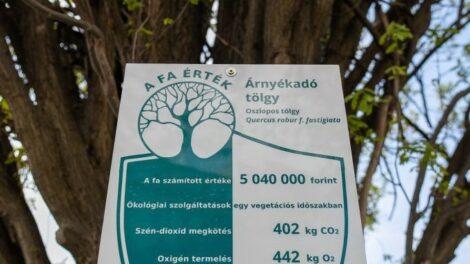 A FA ÉRTÉK
Árnyékadó
tölgy
Oszlopos tölgy
Quercus robur f. fastigiata
A fa számított értéke 5 040 000 forint
Ökológiai szolgáltatások egy vegetációs időszakban
Szén-dioxid megkötés 402 kg CO₂
Oxigén termelés 442 kg O₂